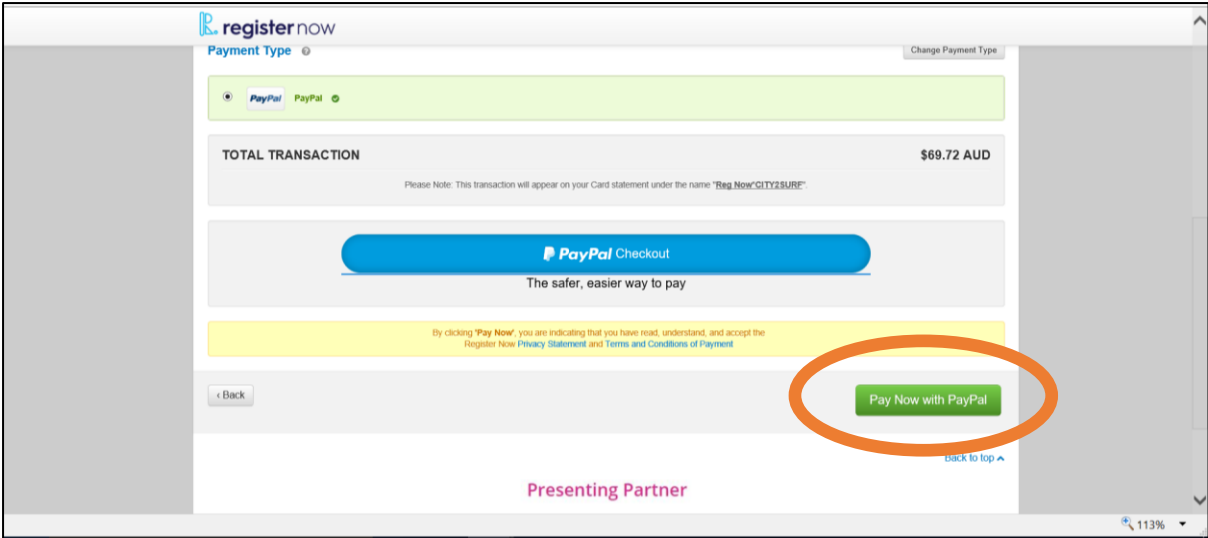 registernow
Payment Type
Change Payment Type
PayPal PayPal
TOTAL TRANSACTION $69.72 AUD
Please Note: This transaction will appear on your Card statement under the name "Reg Now*CITY2SURF".
PayPal Checkout
The safer, easier way to pay
By clicking 'Pay Now', you are indicating that you have read, understand, and accept the
Register Now Privacy Statement and Terms and Conditions of Payment
‹ Back
Pay Now with PayPal
Back to top
Presenting Partner
113%